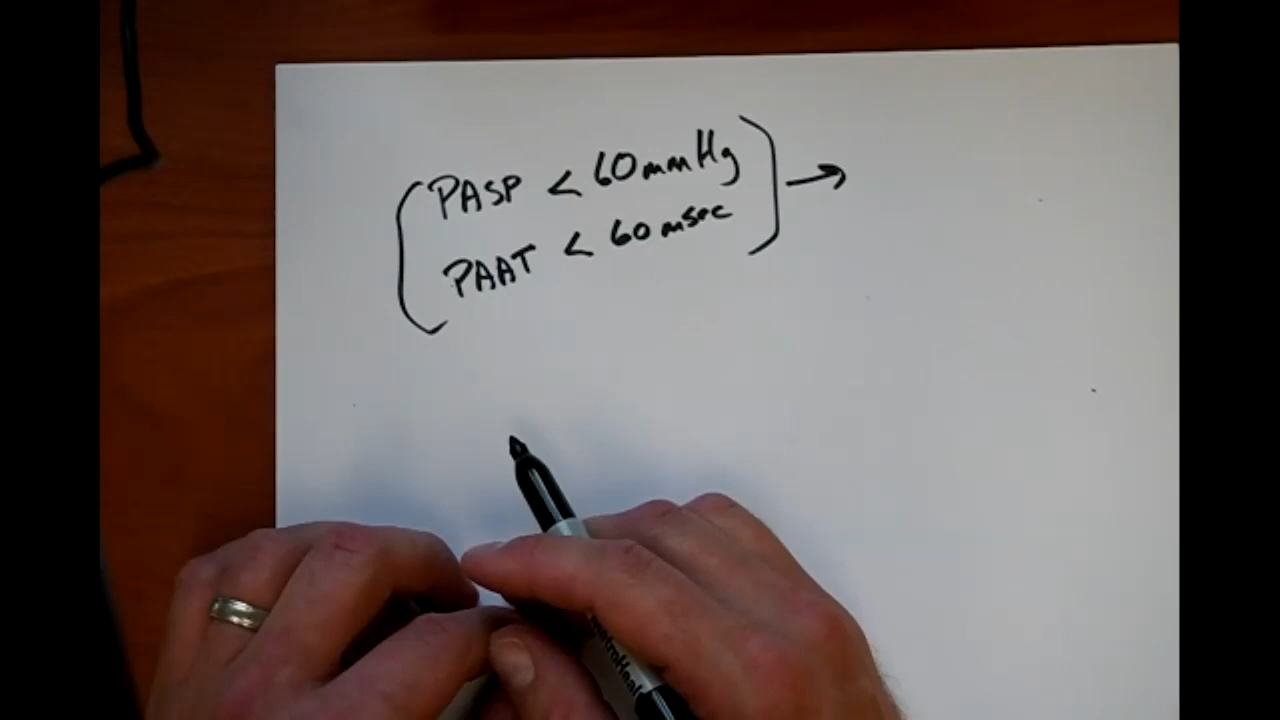 PASP < 60 mmHg →
PAAT < 60 msec